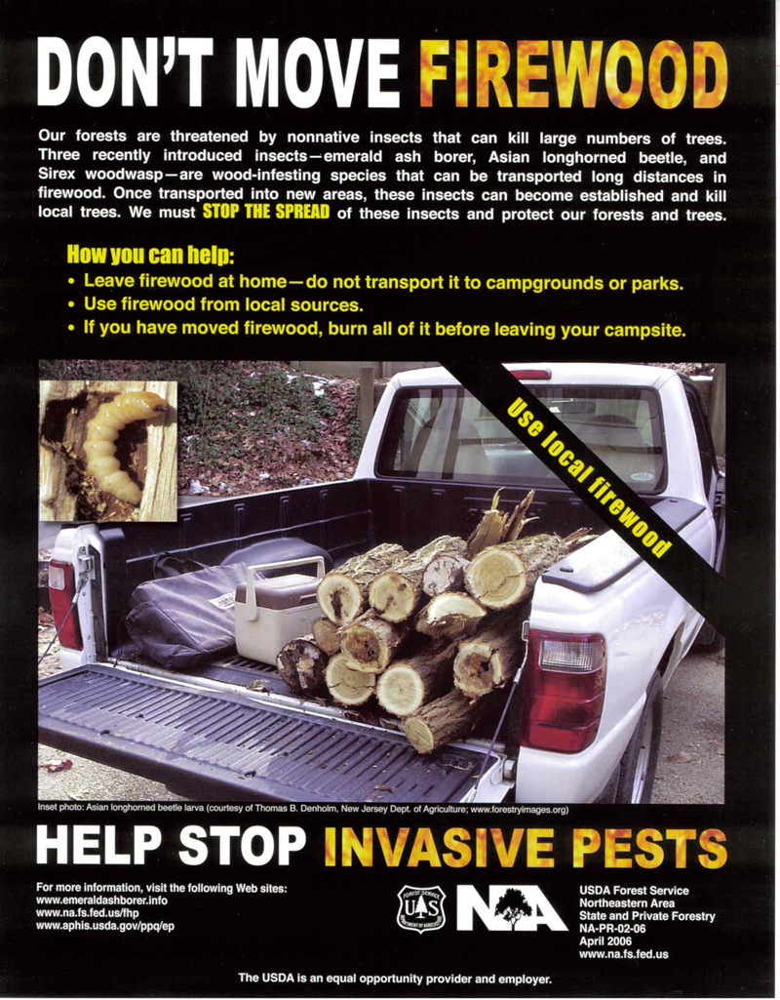 DON'T MOVE FIREWOOD
Our forests are threatened by nonnative insects that can kill large numbers of trees.
Three recently introduced insects—emerald ash borer, Asian longhorned beetle, and
Sirex woodwasp—are wood-infesting species that can be transported long distances in
firewood. Once transported into new areas, these insects can become established and kill
local trees. We must STOP THE SPREAD of these insects and protect our forests and trees.
How you can help:
• Leave firewood at home—do not transport it to campgrounds or parks.
• Use firewood from local sources.
• If you have moved firewood, burn all of it before leaving your campsite.
Use local firewood
Inset photo: Asian longhorned beetle larva (courtesy of Thomas B. Denholm, New Jersey Dept. of Agriculture; www.forestryimages.org)
HELP STOP INVASIVE PESTS
For more information, visit the following Web sites:
www.emeraldashborer.info
www.na.fs.fed.us/fhp
www.aphis.usda.gov/ppq/ep
FOREST SERVICE
U S
DEPARTMENT OF AGRICULTURE
NA
USDA Forest Service
Northeastern Area
State and Private Forestry
NA-PR-02-06
April 2006
www.na.fs.fed.us
The USDA is an equal opportunity provider and employer.